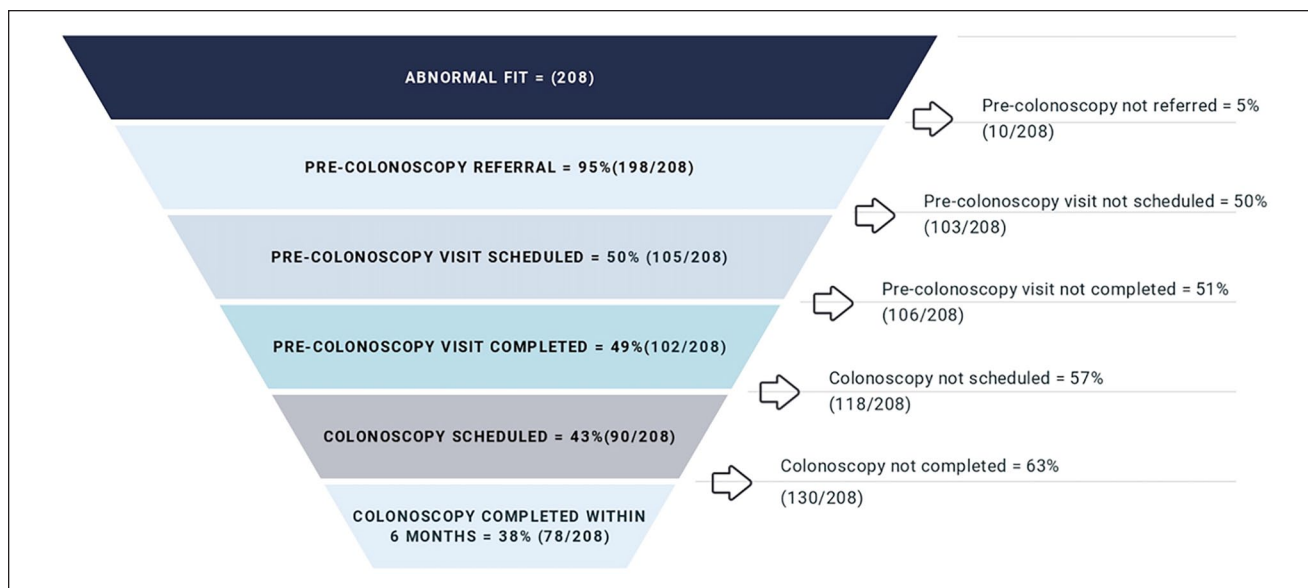 ABNORMAL FIT = (208)
Pre-colonoscopy not referred = 5%
(10/208)
PRE-COLONOSCOPY REFERRAL = 95%(198/208)
Pre-colonoscopy visit not scheduled = 50%
(103/208)
PRE-COLONOSCOPY VISIT SCHEDULED = 50% (105/208)
Pre-colonoscopy visit not completed = 51%
(106/208)
PRE-COLONOSCOPY VISIT COMPLETED = 49%(102/208)
Colonoscopy not scheduled = 57%
(118/208)
COLONOSCOPY SCHEDULED = 43%(90/208)
Colonoscopy not completed = 63%
(130/208)
COLONOSCOPY COMPLETED WITHIN
6 MONTHS = 38% (78/208)